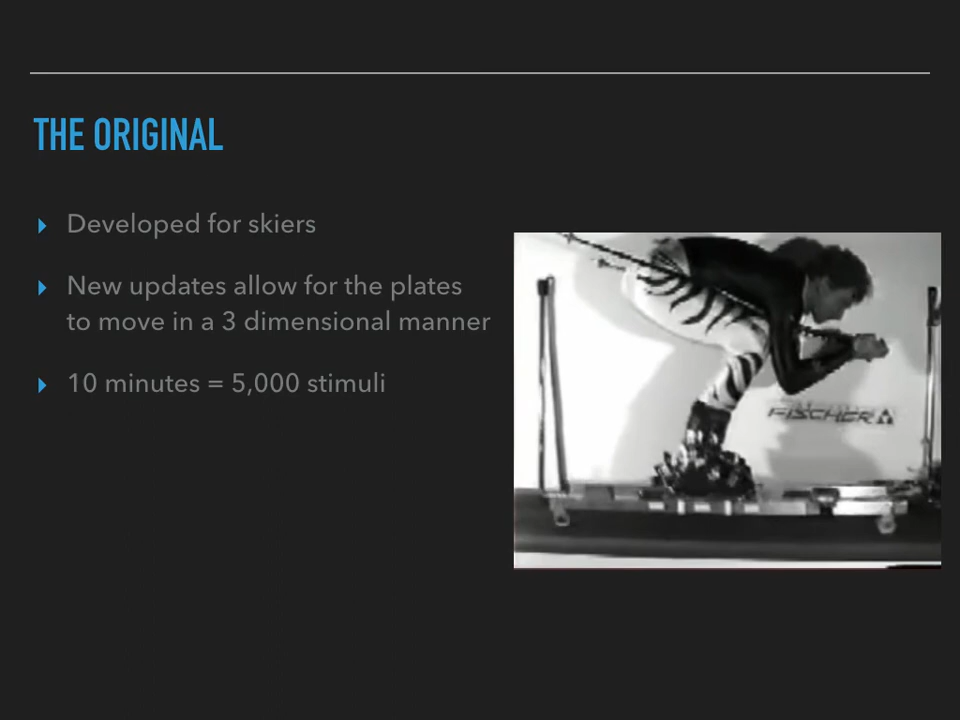 THE ORIGINAL
Developed for skiers
New updates allow for the plates
to move in a 3 dimensional manner
10 minutes = 5,000 stimuli
FISCHER